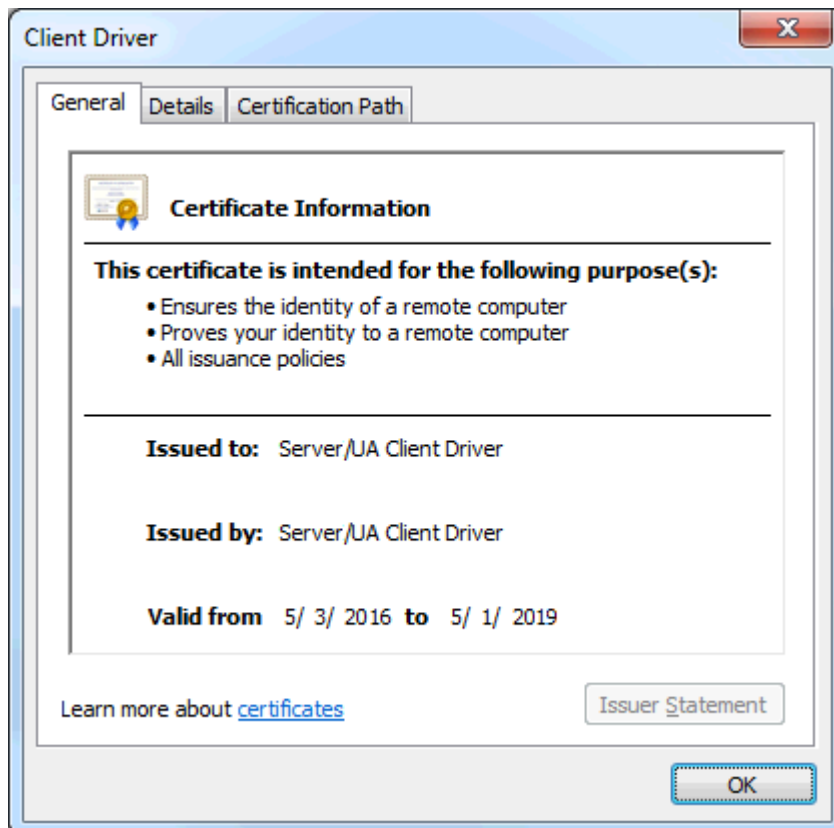 Client Driver
General Details Certification Path
Certificate Information
This certificate is intended for the following purpose(s):
• Ensures the identity of a remote computer
• Proves your identity to a remote computer
• All issuance policies
Issued to: Server/UA Client Driver
Issued by: Server/UA Client Driver
Valid from 5/ 3/ 2016 to 5/ 1/ 2019
Learn more about certificates
Issuer Statement
OK